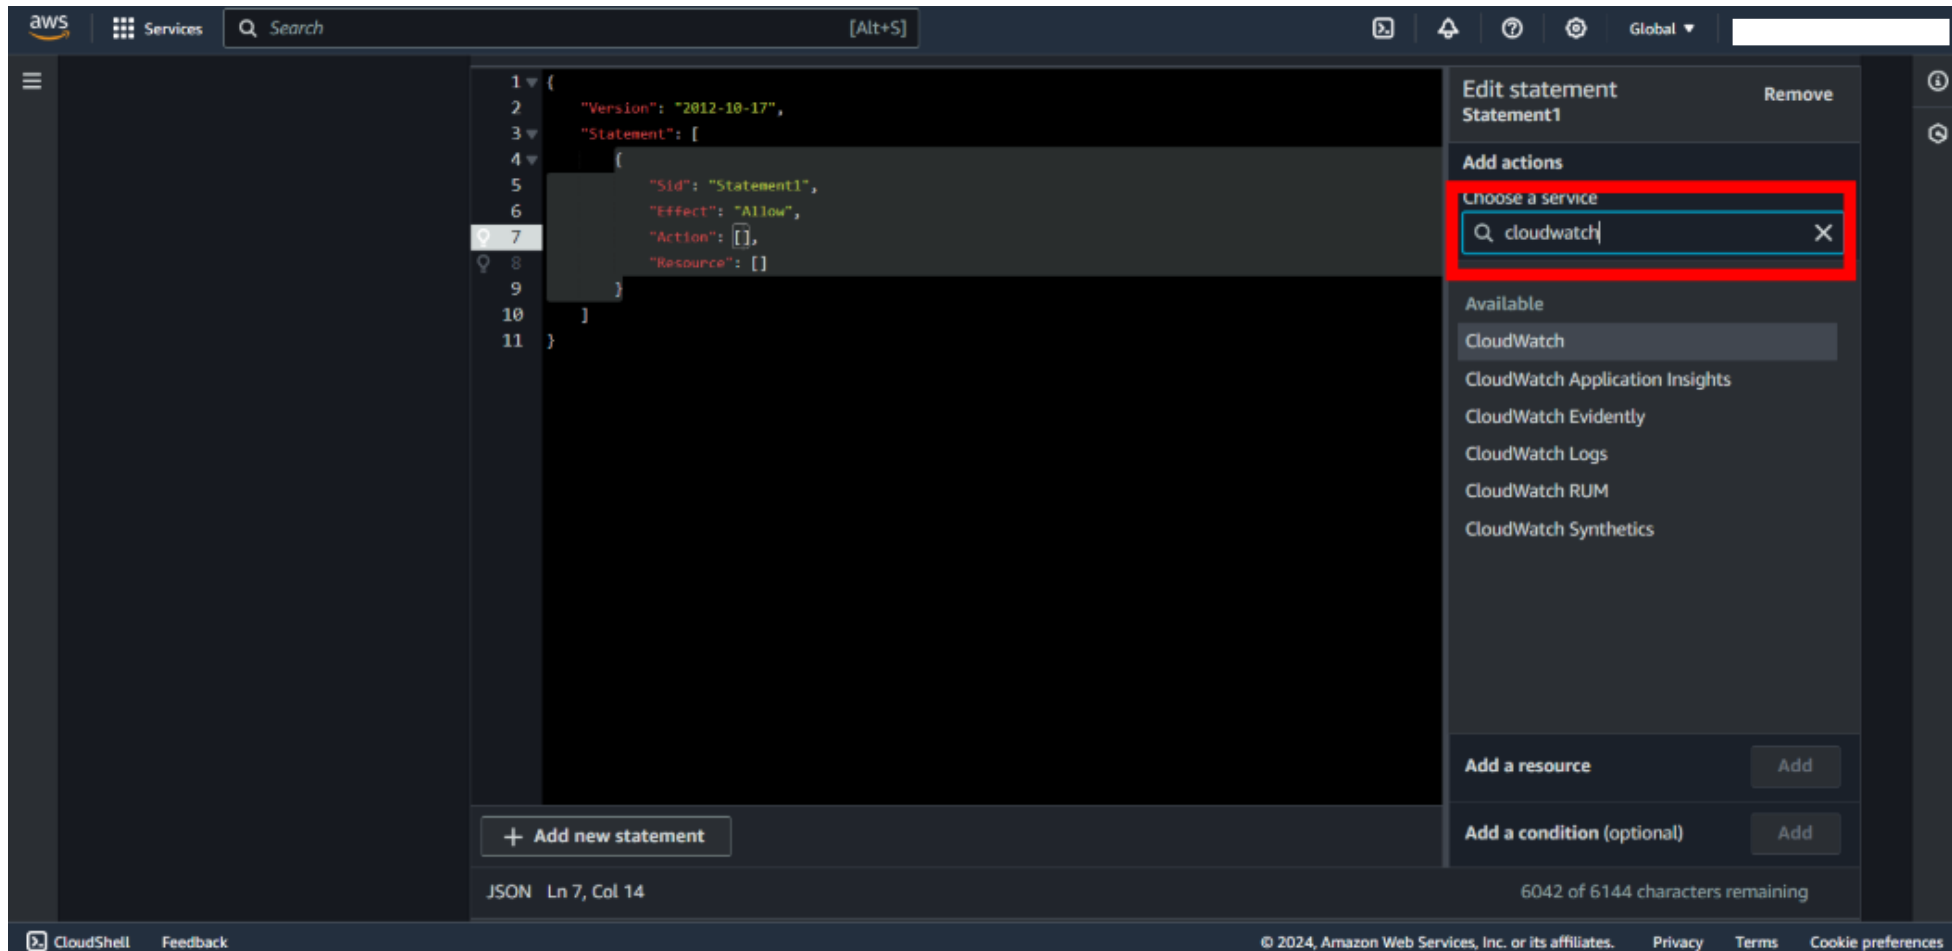 aws
Services
Search [Alt+S]
Global
1 {
2 "Version": "2012-10-17",
3 "Statement": [
4 {
5 "Sid": "Statement1",
6 "Effect": "Allow",
7 "Action": [],
8 "Resource": []
9 }
10 ]
11 }
Add new statement
JSON Ln 7, Col 14
Edit statement
Statement1
Remove
Add actions
Choose a service
cloudwatch
Available
CloudWatch
CloudWatch Application Insights
CloudWatch Evidently
CloudWatch Logs
CloudWatch RUM
CloudWatch Synthetics
Add a resource Add
Add a condition (optional) Add
6042 of 6144 characters remaining
CloudShell Feedback © 2024, Amazon Web Services, Inc. or its affiliates. Privacy Terms Cookie preferences